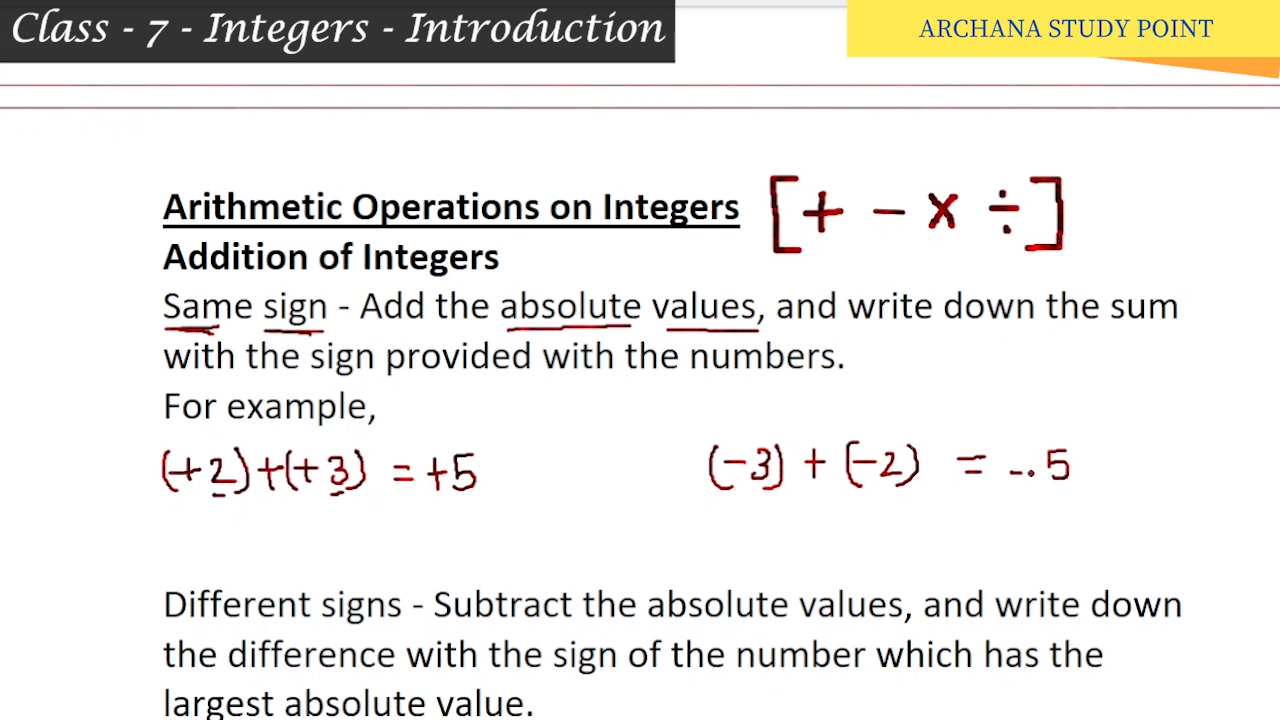 Class - 7 - Integers - Introduction
ARCHANA STUDY POINT
Arithmetic Operations on Integers [+ - × ÷]
Addition of Integers
Same sign - Add the absolute values, and write down the sum
with the sign provided with the numbers.
For example,
(+2)+(+3) = +5 (-3) + (-2) = -.5
Different signs - Subtract the absolute values, and write down
the difference with the sign of the number which has the
largest absolute value.